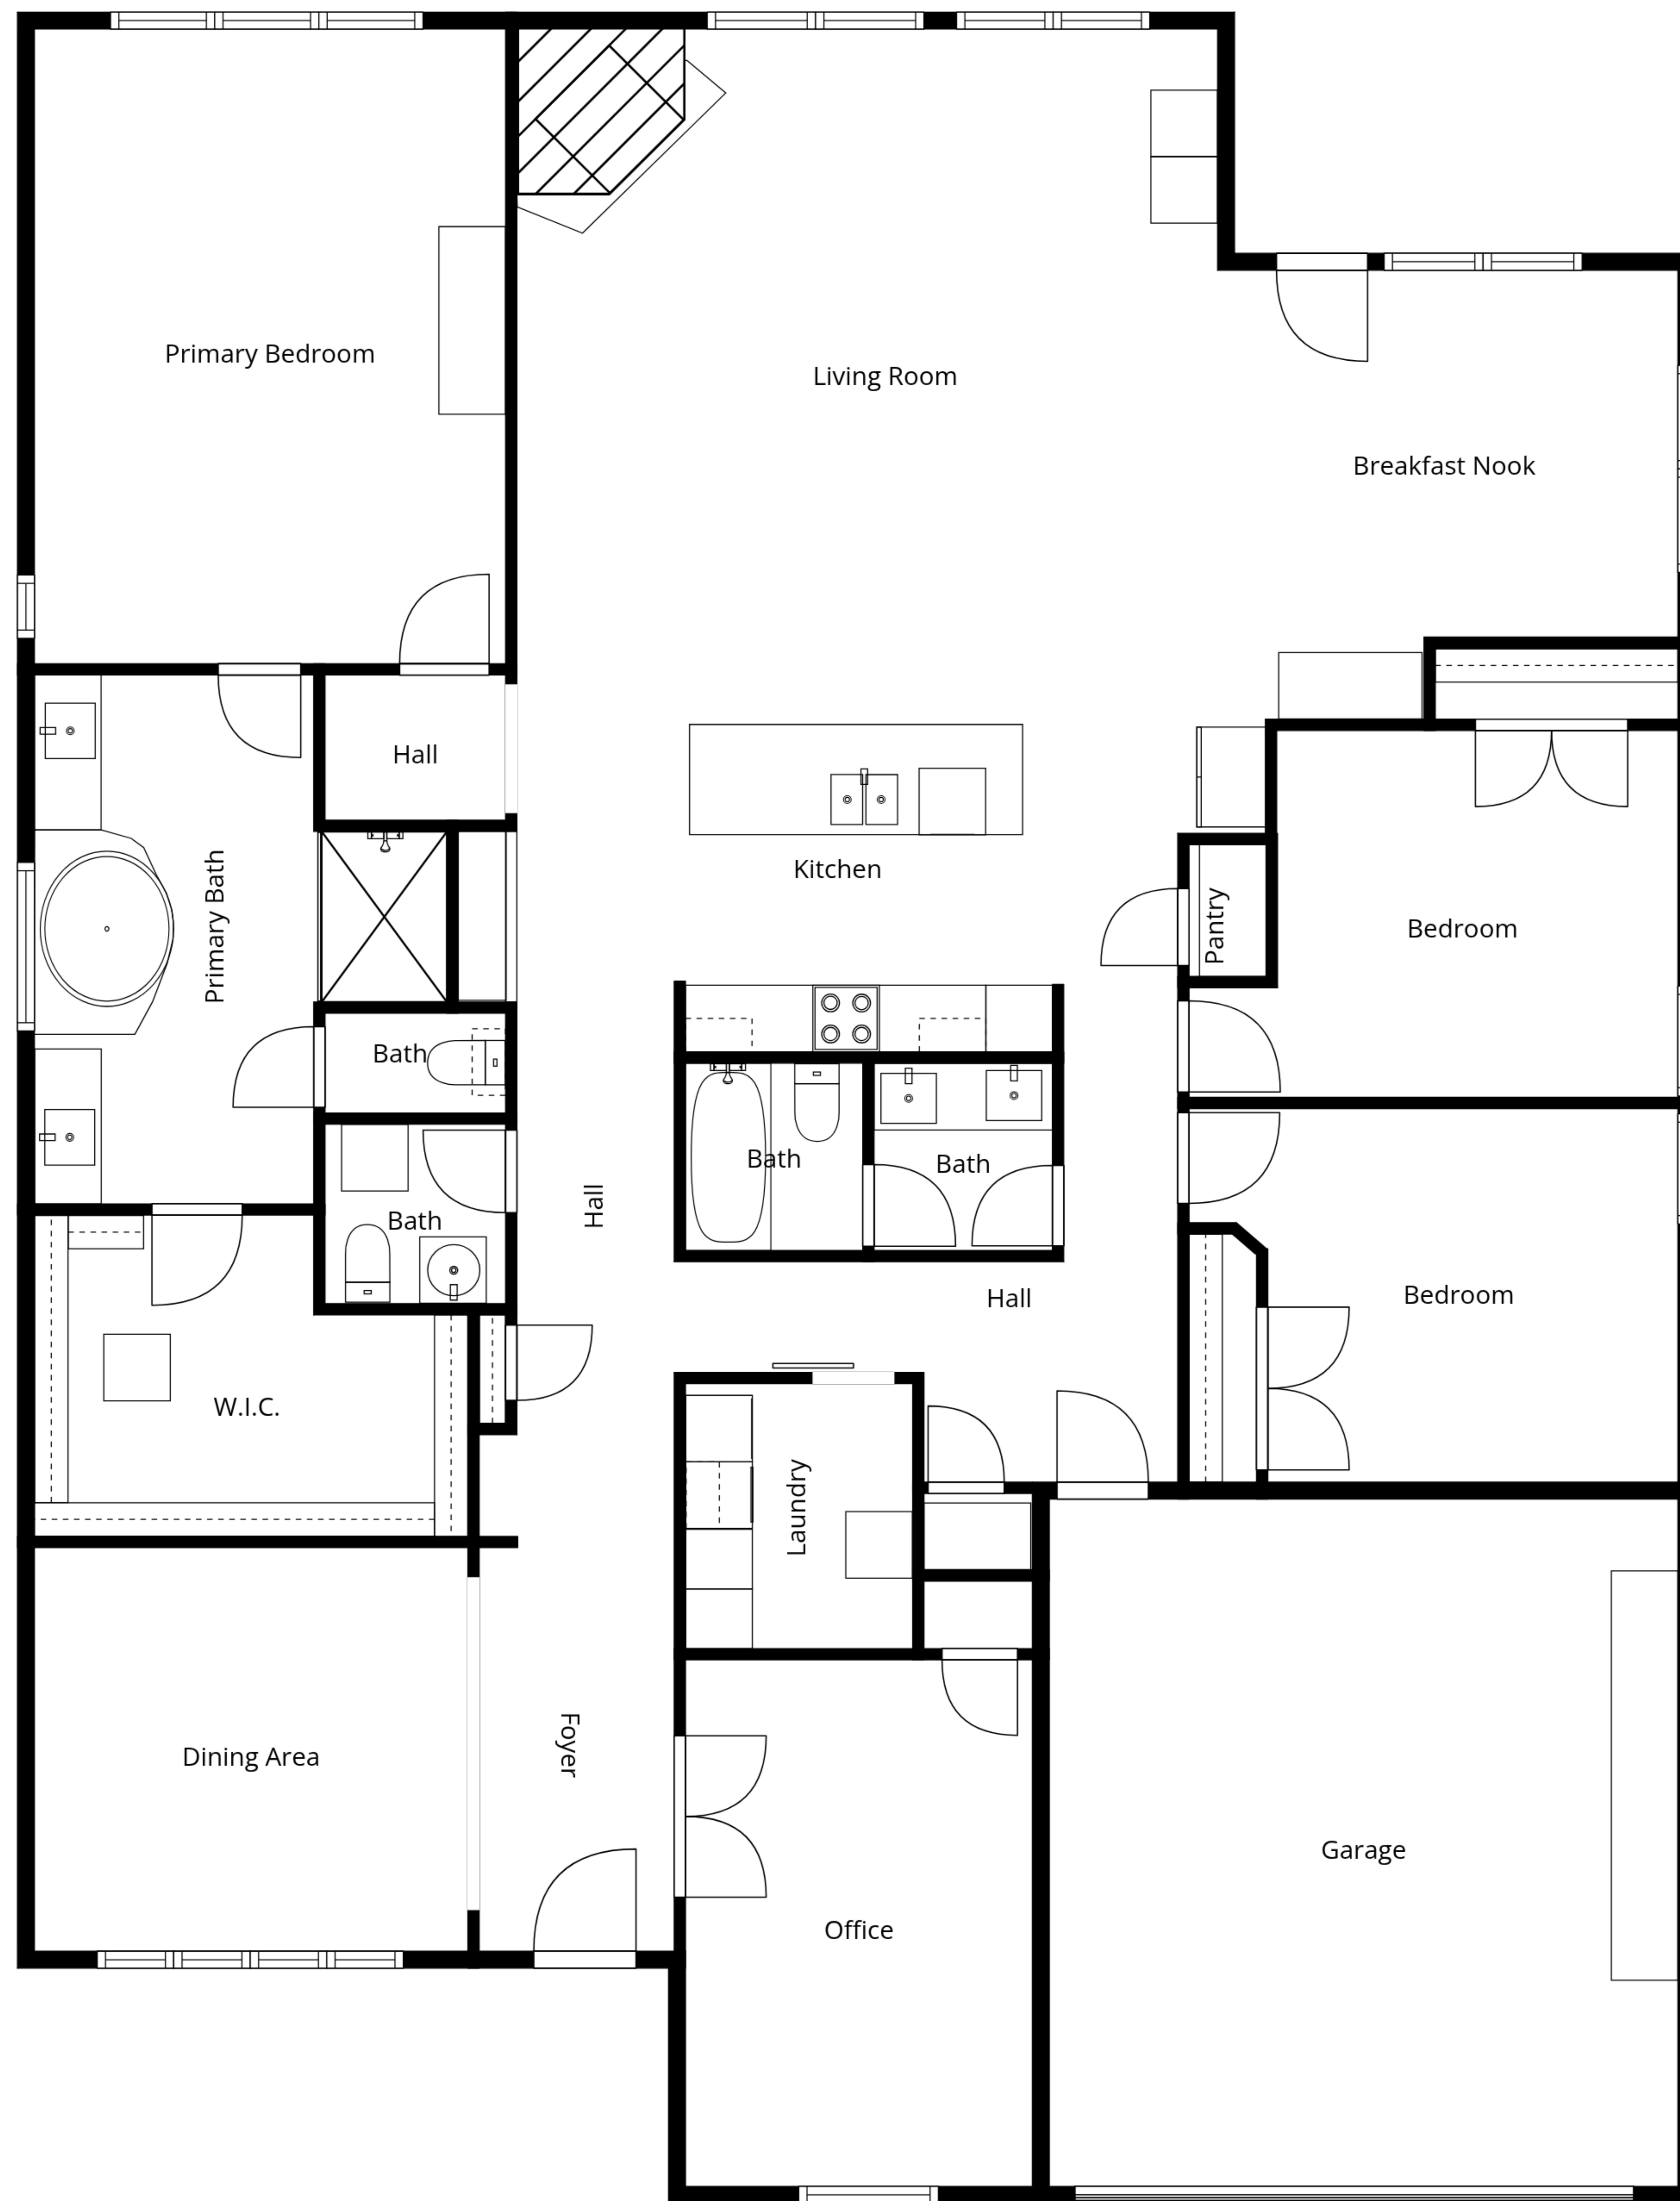 Primary Bedroom
Living Room
Breakfast Nook
Hall
Kitchen
Primary Bath
Pantry
Bedroom
Bath
Bath
Bath
Bath
Hall
Hall
Bedroom
W.I.C.
Laundry
Foyer
Dining Area
Garage
Office